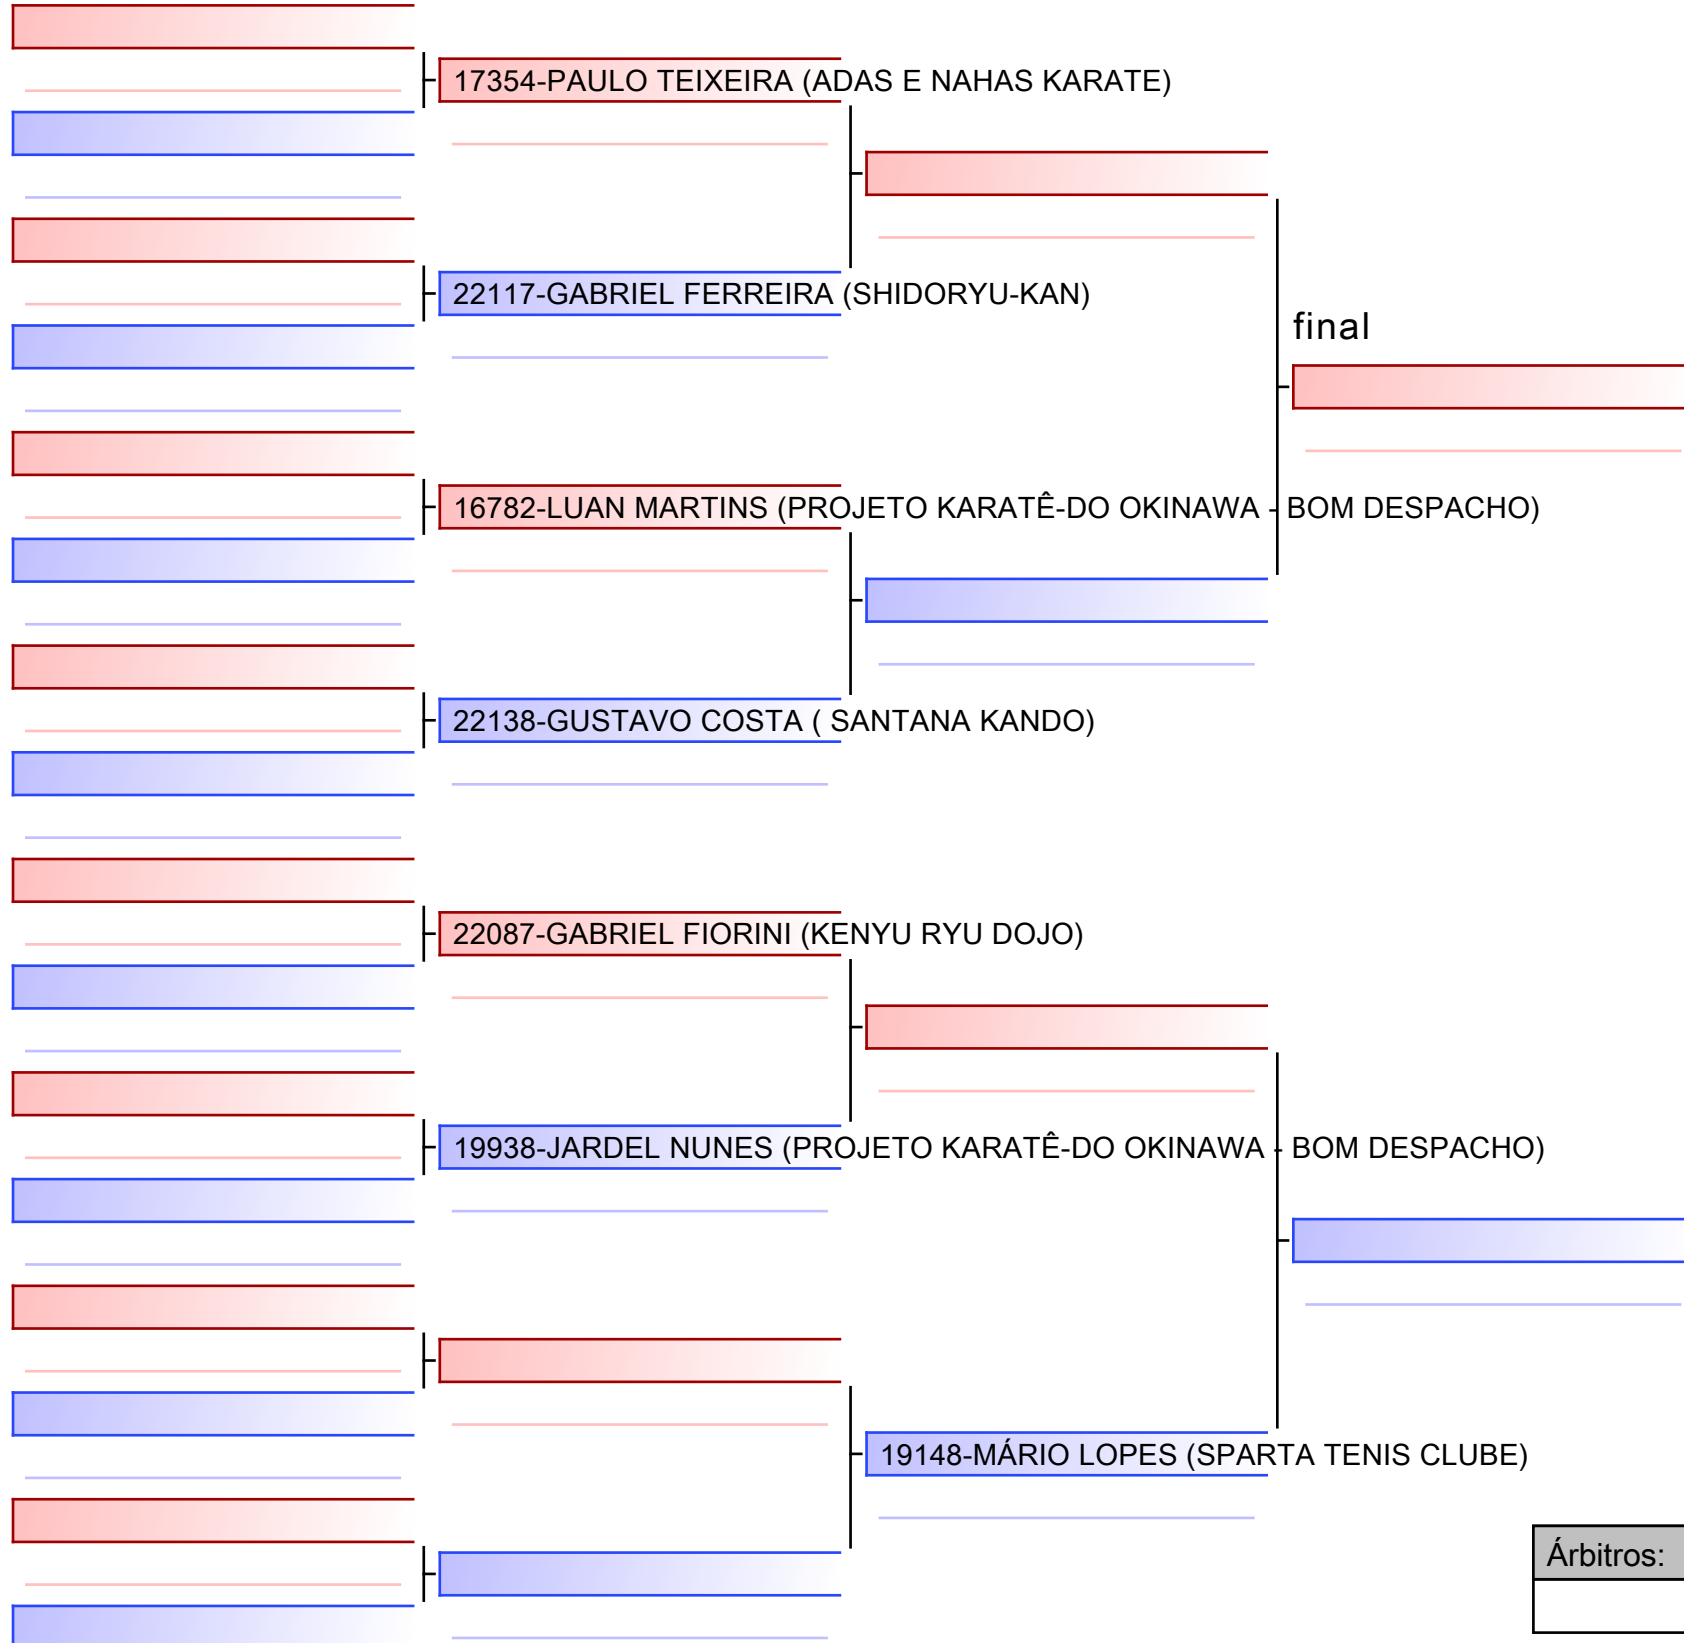 17354-PAULO TEIXEIRA (ADAS E NAHAS KARATE)
22117-GABRIEL FERREIRA (SHIDORYU-KAN)
final
16782-LUAN MARTINS (PROJETO KARATÊ-DO OKINAWA - BOM DESPACHO)
22138-GUSTAVO COSTA ( SANTANA KANDO)
22087-GABRIEL FIORINI (KENYU RYU DOJO)
19938-JARDEL NUNES (PROJETO KARATÊ-DO OKINAWA - BOM DESPACHO)
19148-MÁRIO LOPES (SPARTA TENIS CLUBE)
Árbitros: